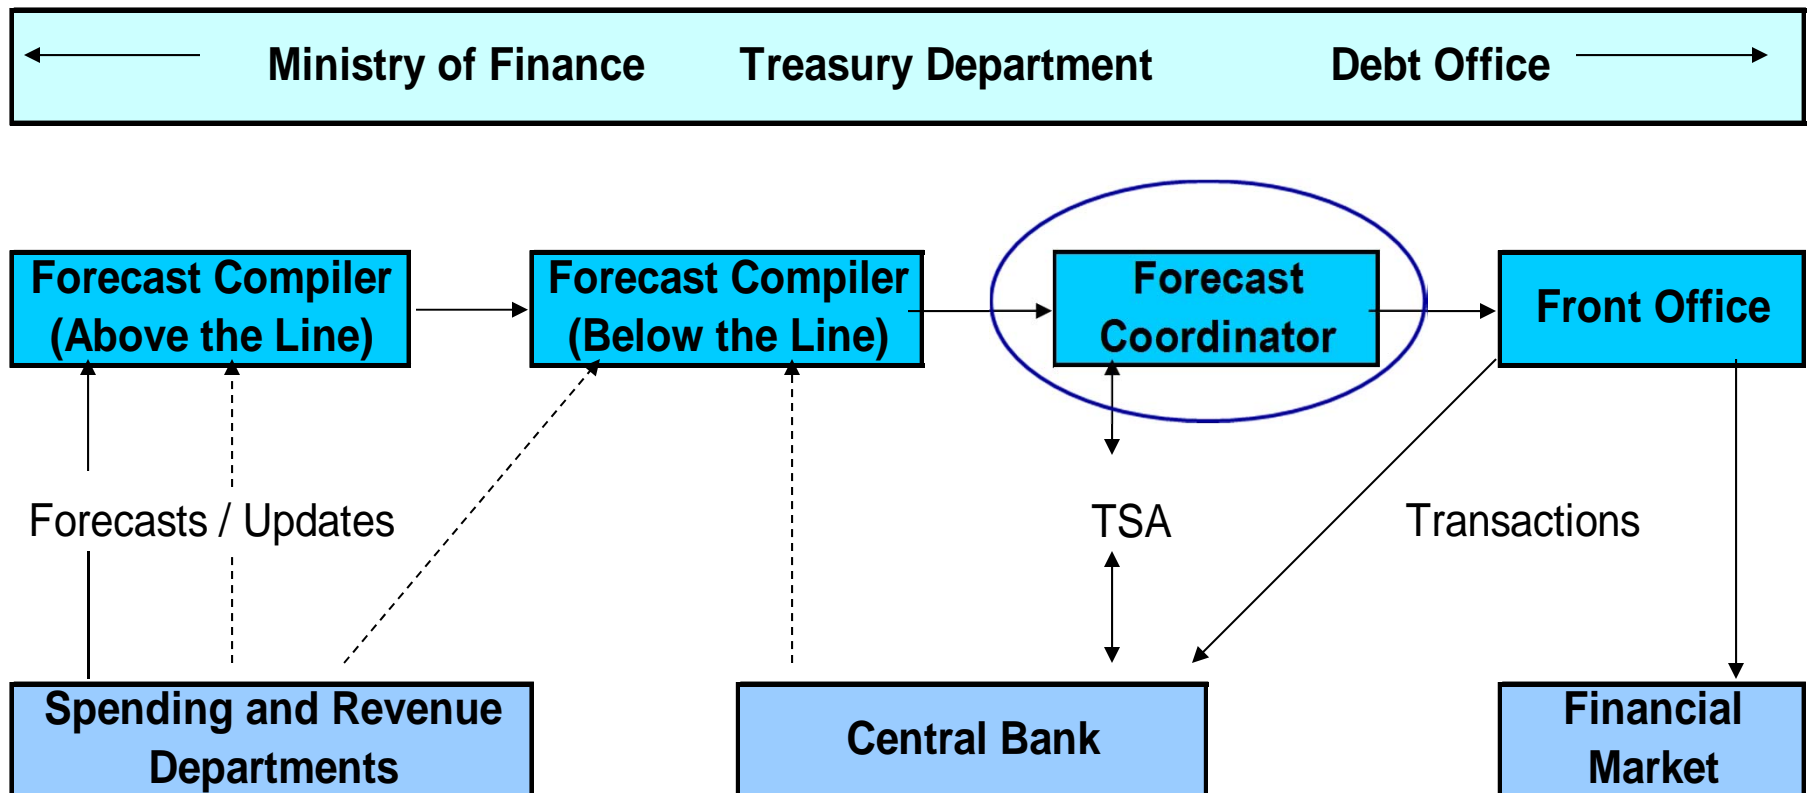 Ministry of Finance Treasury Department Debt Office
Forecast Compiler
(Above the Line)
Forecast Compiler
(Below the Line)
Forecast
Coordinator
Front Office
Forecasts / Updates
TSA
Transactions
Spending and Revenue
Departments
Central Bank
Financial
Market